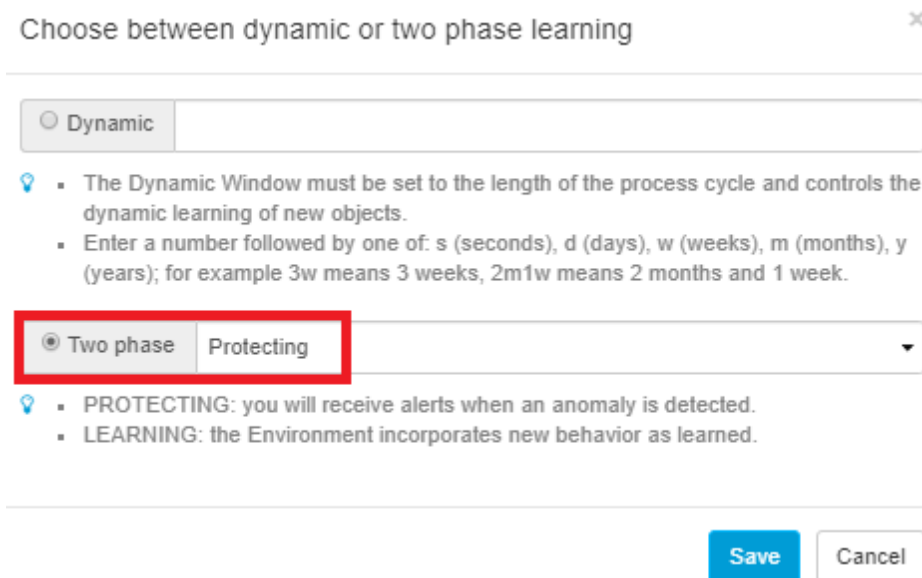 Choose between dynamic or two phase learning
×
Dynamic
▪ The Dynamic Window must be set to the length of the process cycle and controls the
dynamic learning of new objects.
▪ Enter a number followed by one of: s (seconds), d (days), w (weeks), m (months), y
(years); for example 3w means 3 weeks, 2m1w means 2 months and 1 week.
Two phase Protecting
▪ PROTECTING: you will receive alerts when an anomaly is detected.
▪ LEARNING: the Environment incorporates new behavior as learned.
Save Cancel